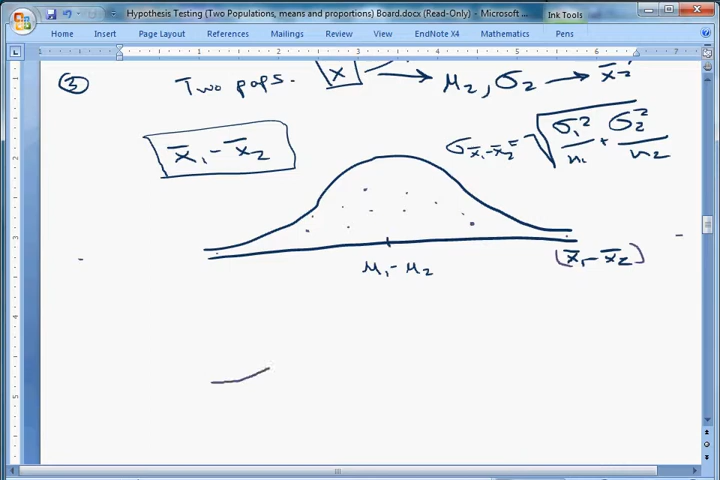 Hypothesis Testing (Two Populations, means and proportions) Board.docx (Read-Only) - Microsoft ...
Ink Tools
Home Insert Page Layout References Mailings Review View EndNote X4 Mathematics Pens
③ Two pops. X → μ₂, σ₂ → x̄₂
x̄₁ - x̄₂
σx̄₁-x̄₂ = √(σ₁²/n₁ + σ₂²/n₂)
μ₁ - μ₂
(x̄₁ - x̄₂)